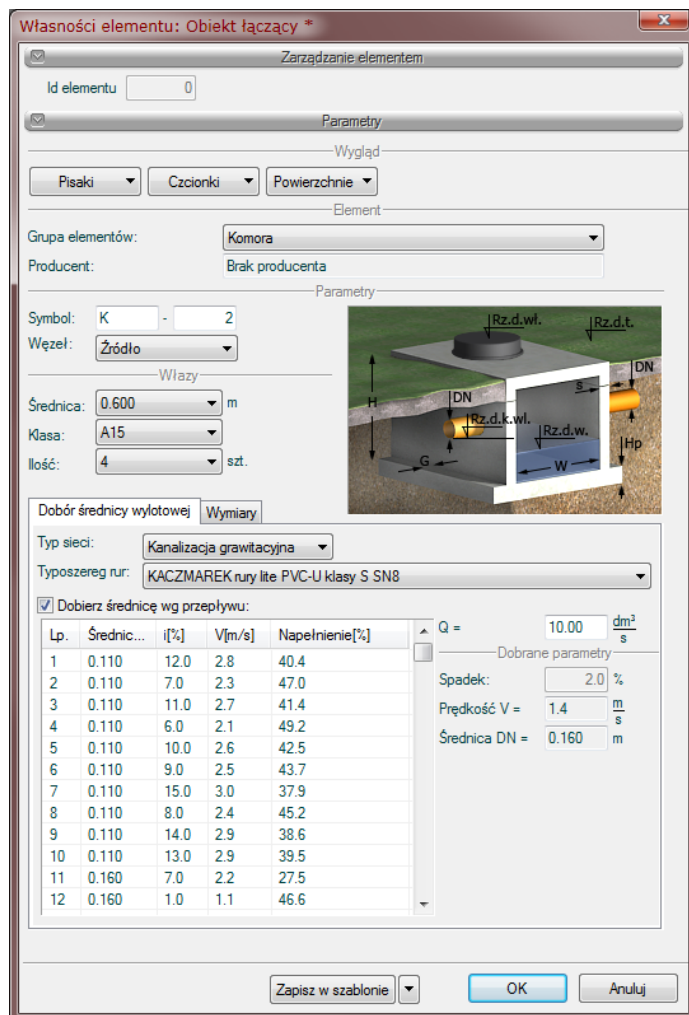 Własności elementu: Obiekt łączący *
Zarządzanie elementem
Id elementu 0
Parametry
Wygląd
Pisaki Czcionki Powierzchnie
Element
Grupa elementów: Komora
Producent: Brak producenta
Parametry
Symbol: K - 2
Węzeł: Źródło
Włazy
Średnica: 0.600 m
Klasa: A15
Ilość: 4 szt.
Rz.d.wł. Rz.d.t.
DN
s
H DN
Rz.d.k.wl. Rz.d.w.
Hp
G W
Dobór średnicy wylotowej Wymiary
Typ sieci: Kanalizacja grawitacyjna
Typoszereg rur: KACZMAREK rury lite PVC-U klasy S SN8
Dobierz średnicę wg przepływu:
Lp. Średnic... i[%] V[m/s] Napełnienie[%]
1 0.110 12.0 2.8 40.4
2 0.110 7.0 2.3 47.0
3 0.110 11.0 2.7 41.4
4 0.110 6.0 2.1 49.2
5 0.110 10.0 2.6 42.5
6 0.110 9.0 2.5 43.7
7 0.110 15.0 3.0 37.9
8 0.110 8.0 2.4 45.2
9 0.110 14.0 2.9 38.6
10 0.110 13.0 2.9 39.5
11 0.160 7.0 2.2 27.5
12 0.160 1.0 1.1 46.6
Q = 10.00 dm³/s
Dobrane parametry
Spadek: 2.0 %
Prędkość V = 1.4 m/s
Średnica DN = 0.160 m
Zapisz w szablonie OK Anuluj